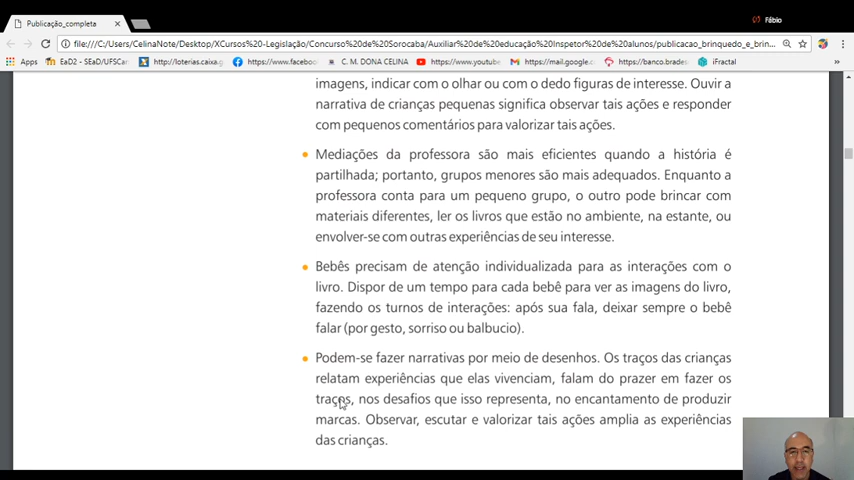 Publicação_completa
Fábio
file:///C:/Users/CelinaNote/Desktop/XCursos%20-Legislação/Concurso%20de%20Sorocaba/Auxiliar%20de%20educação%20Inspetor%20de%20alunos/publicacao_brinquedo_e_brin...
Apps EaD2 - SEaD/UFSCar http://loterias.caixa.g https://www.faceboo C. M. DONA CELINA https://www.youtube https://mail.google.c https://banco.brades iFractal »
imagens, indicar com o olhar ou com o dedo figuras de interesse. Ouvir a
narrativa de crianças pequenas significa observar tais ações e responder
com pequenos comentários para valorizar tais ações.
• Mediações da professora são mais eficientes quando a história é
partilhada; portanto, grupos menores são mais adequados. Enquanto a
professora conta para um pequeno grupo, o outro pode brincar com
materiais diferentes, ler os livros que estão no ambiente, na estante, ou
envolver-se com outras experiências de seu interesse.
• Bebês precisam de atenção individualizada para as interações com o
livro. Dispor de um tempo para cada bebê para ver as imagens do livro,
fazendo os turnos de interações: após sua fala, deixar sempre o bebê
falar (por gesto, sorriso ou balbucio).
• Podem-se fazer narrativas por meio de desenhos. Os traços das crianças
relatam experiências que elas vivenciam, falam do prazer em fazer os
traços, nos desafios que isso representa, no encantamento de produzir
marcas. Observar, escutar e valorizar tais ações amplia as experiências
das crianças.